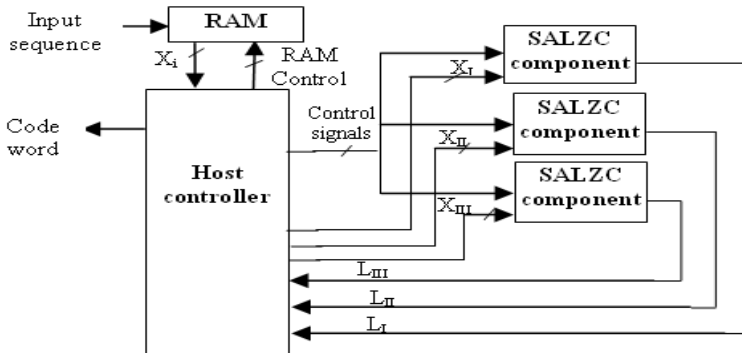 Input
sequence
RAM
Xi
RAM
Control
Code
word
Host
controller
Control
signals
XI
SALZC
component
XII
SALZC
component
XIII
SALZC
component
LIII
LII
LI